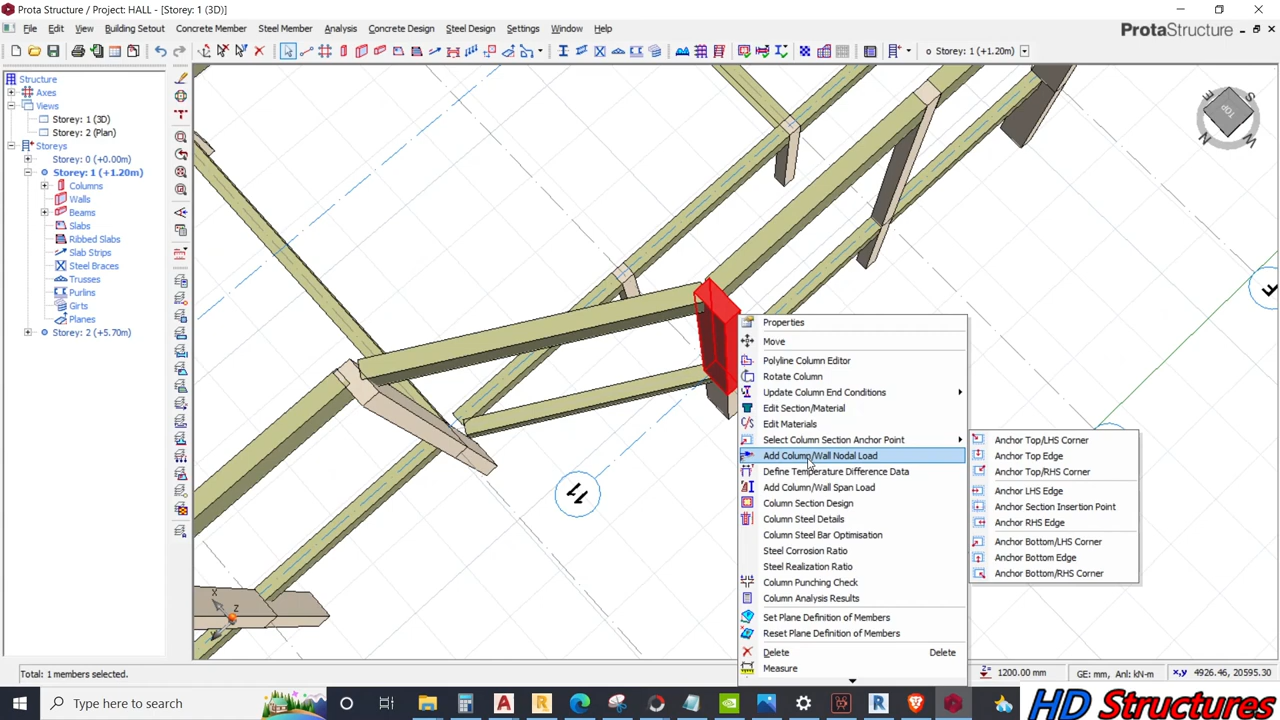 Prota Structure / Project: HALL - [Storey: 1 (3D)]
File Edit View Building Setout Concrete Member Steel Member Analysis Concrete Design Steel Design Settings Window Help
ProtaStructure
Storey: 1 (+1.20m)
Structure
Axes
Views
Storey: 1 (3D)
Storey: 2 (Plan)
Storeys
Storey: 0 (+0.00m)
Storey: 1 (+1.20m)
Columns
Walls
Beams
Slabs
Ribbed Slabs
Slab Strips
Steel Braces
Trusses
Purlins
Girts
Planes
Storey: 2 (+5.70m)
TOP
E
S
N
W
11
X
Z
Properties
Move
Polyline Column Editor
Rotate Column
Update Column End Conditions
Edit Section/Material
Edit Materials
Select Column Section Anchor Point
Add Column/Wall Nodal Load
Define Temperature Difference Data
Add Column/Wall Span Load
Column Section Design
Column Steel Details
Column Steel Bar Optimisation
Steel Corrosion Ratio
Steel Realization Ratio
Column Punching Check
Column Analysis Results
Set Plane Definition of Members
Reset Plane Definition of Members
Delete Delete
Measure
Anchor Top/LHS Corner
Anchor Top Edge
Anchor Top/RHS Corner
Anchor LHS Edge
Anchor Section Insertion Point
Anchor RHS Edge
Anchor Bottom/LHS Corner
Anchor Bottom Edge
Anchor Bottom/RHS Corner
Total: 1 members selected.
Z= 1200.00 mm GE: mm, Anl: kN-m x,y 4926.46, 20595.30
Type here to search
HD Structures